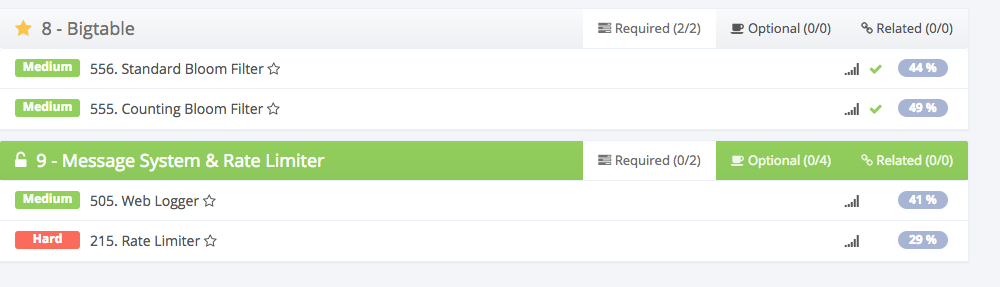 8 - Bigtable Required (2/2) Optional (0/0) Related (0/0)
Medium 556. Standard Bloom Filter 44 %
Medium 555. Counting Bloom Filter 49 %
9 - Message System & Rate Limiter Required (0/2) Optional (0/4) Related (0/0)
Medium 505. Web Logger 41 %
Hard 215. Rate Limiter 29 %